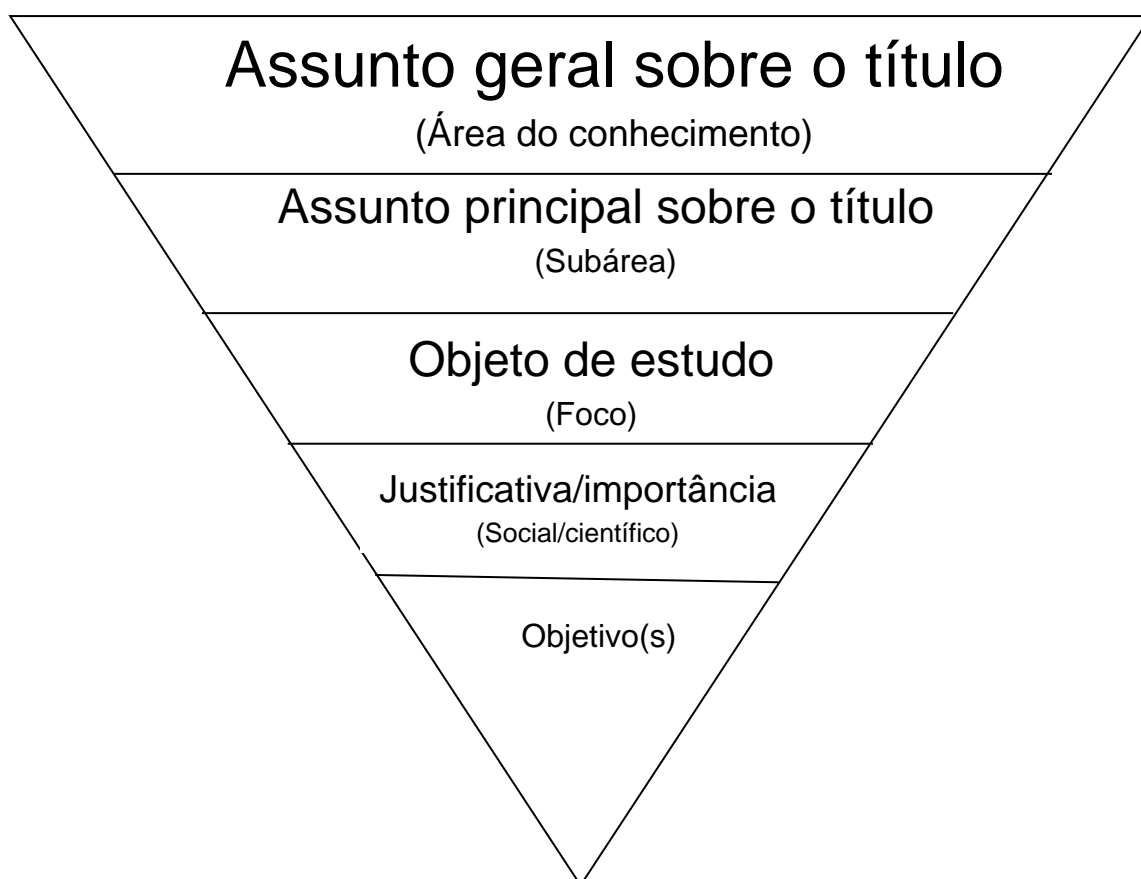 Assunto geral sobre o título
(Área do conhecimento)
Assunto principal sobre o título
(Subárea)
Objeto de estudo
(Foco)
Justificativa/importância
(Social/científico)
Objetivo(s)